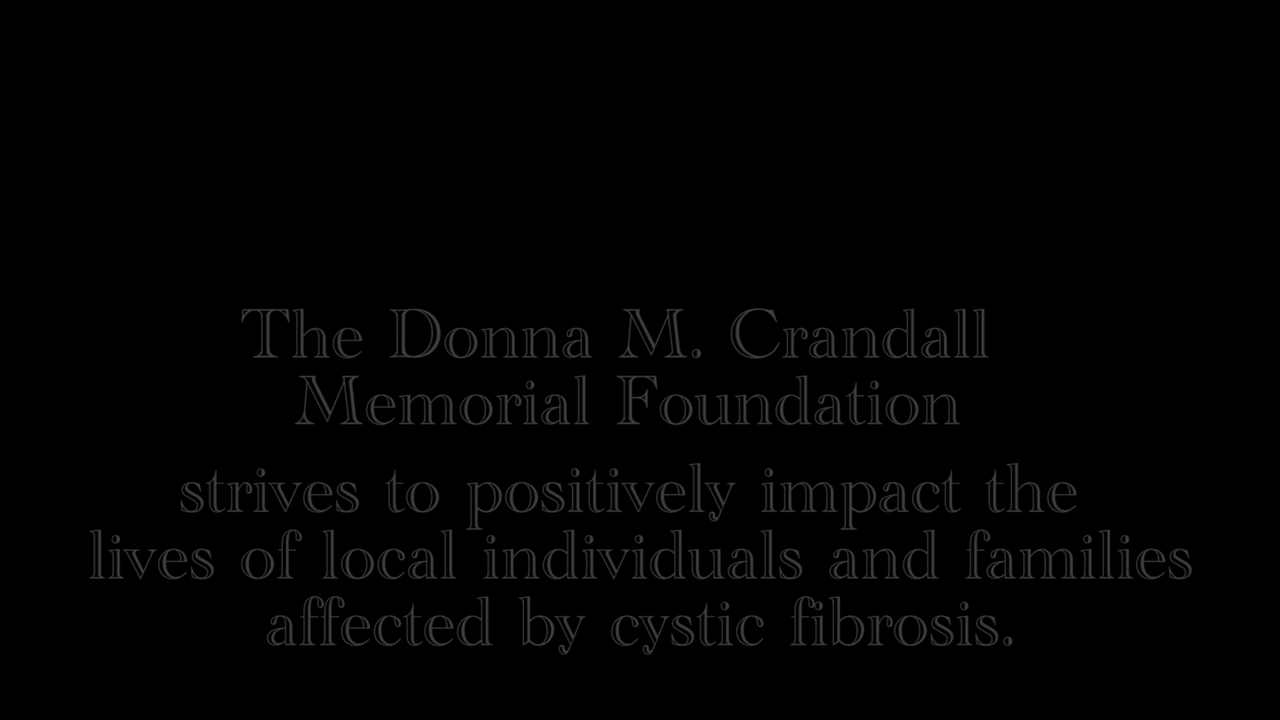 The Donna M. Crandall
Memorial Foundation
strives to positively impact the
lives of local individuals and families
affected by cystic fibrosis.